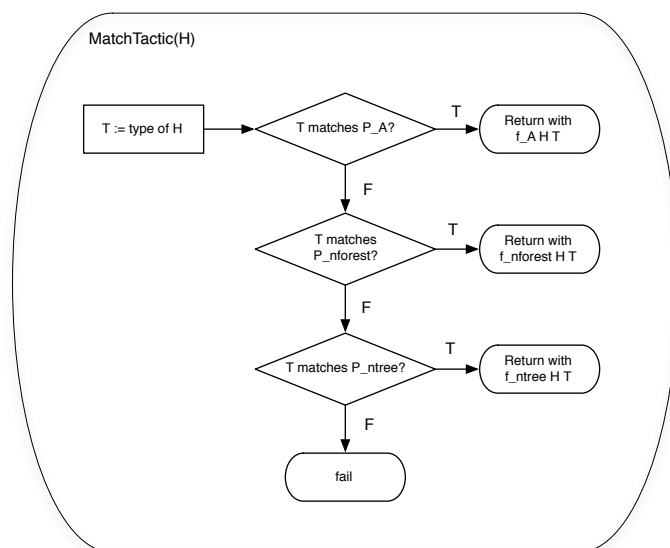 MatchTactic(H)
T := type of H
T matches P_A?
T
Return with
f_A H T
F
T matches
P_nforest?
T
Return with
f_nforest H T
F
T matches P_ntree?
T
Return with
f_ntree H T
F
fail